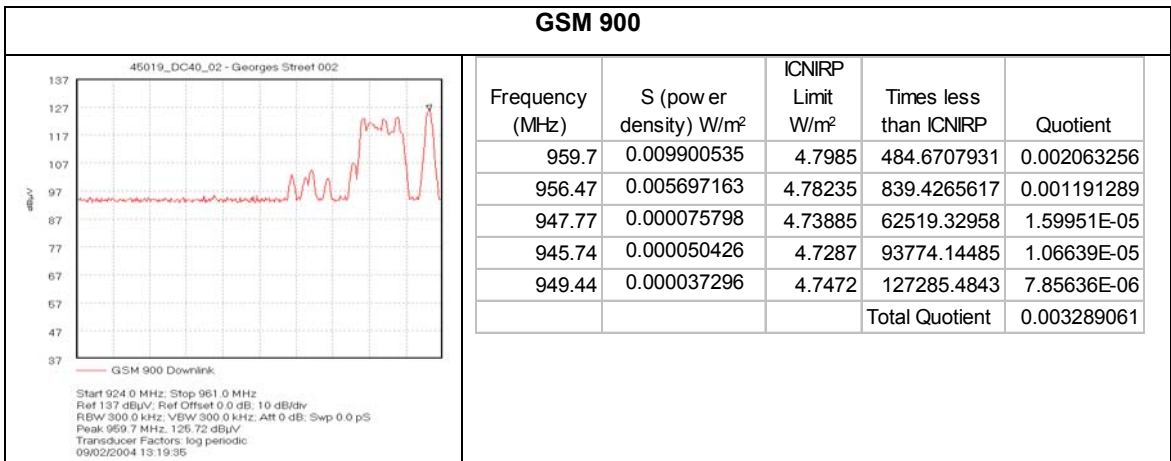 GSM 900
45019_DC40_02 - Georges Street 002
137
127
117
107
97
87
77
67
57
47
37
dBµV
GSM 900 Downlink
Start 924.0 MHz; Stop 961.0 MHz
Ref 137 dBµV; Ref Offset 0.0 dB; 10 dB/div
RBW 300.0 kHz; VBW 300.0 kHz; Att 0 dB; Swp 0.0 pS
Peak 959.7 MHz, 125.72 dBµV
Transducer Factors: log periodic
09/02/2004 13:19:35
Frequency (MHz) S (power density) W/m² ICNIRP Limit W/m² Times less than ICNIRP Quotient
959.7 0.009900535 4.7985 484.6707931 0.002063256
956.47 0.005697163 4.78235 839.4265617 0.001191289
947.77 0.000075798 4.73885 62519.32958 1.59951E-05
945.74 0.000050426 4.7287 93774.14485 1.06639E-05
949.44 0.000037296 4.7472 127285.4843 7.85636E-06
Total Quotient 0.003289061